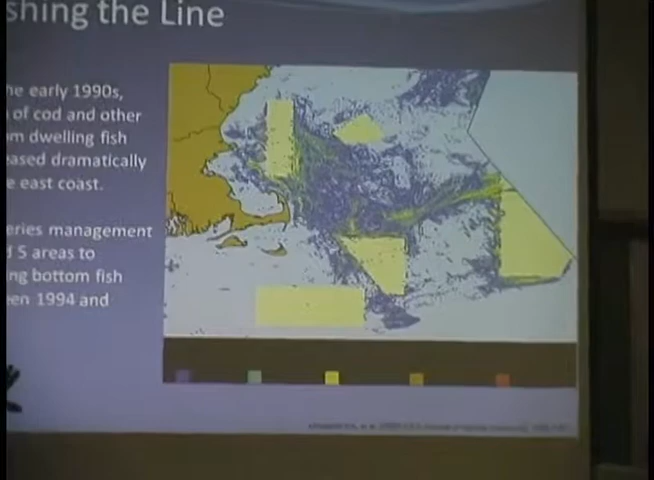 shing the Line
he early 1990s,
of cod and other
m dwelling fish
ased dramatically
e east coast.
eries management
d 5 areas to
ng bottom fish
en 1994 and